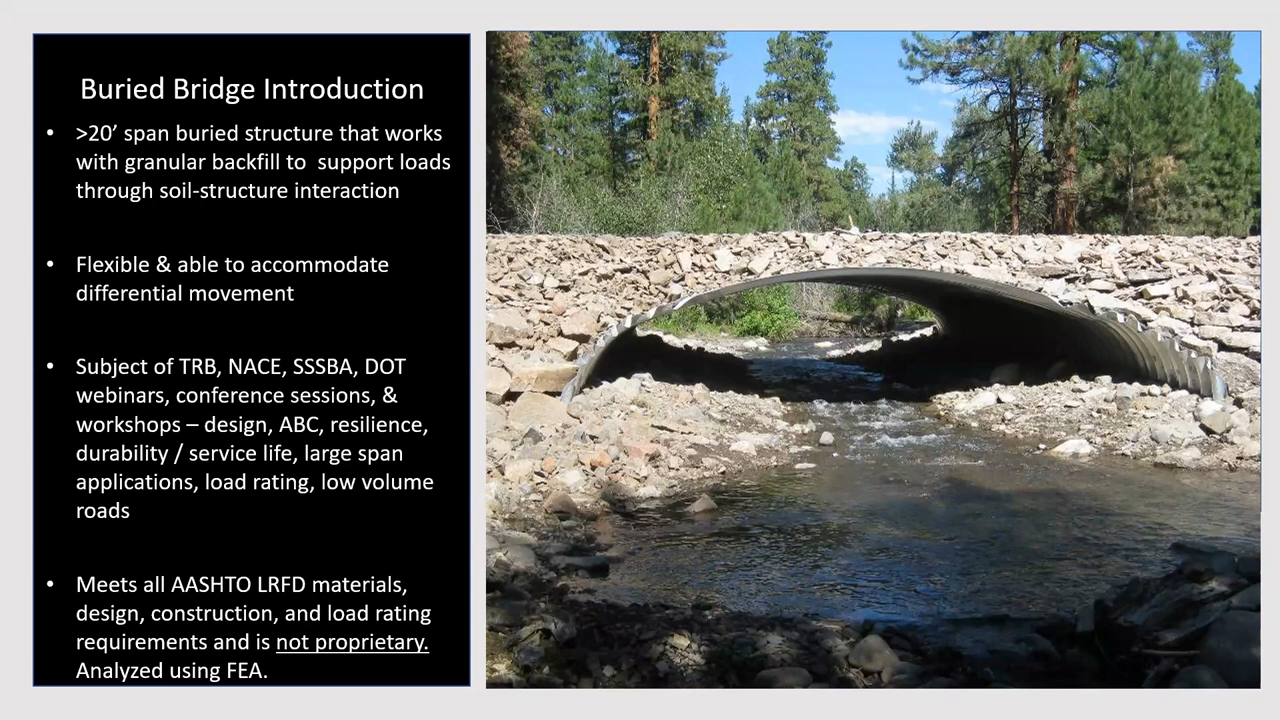 Buried Bridge Introduction
• >20’ span buried structure that works
with granular backfill to  support loads
through soil-structure interaction
• Flexible & able to accommodate
differential movement
• Subject of TRB, NACE, SSSBA, DOT
webinars, conference sessions, &
workshops – design, ABC, resilience,
durability / service life, large span
applications, load rating, low volume
roads
• Meets all AASHTO LRFD materials,
design, construction, and load rating
requirements and is not proprietary.
Analyzed using FEA.